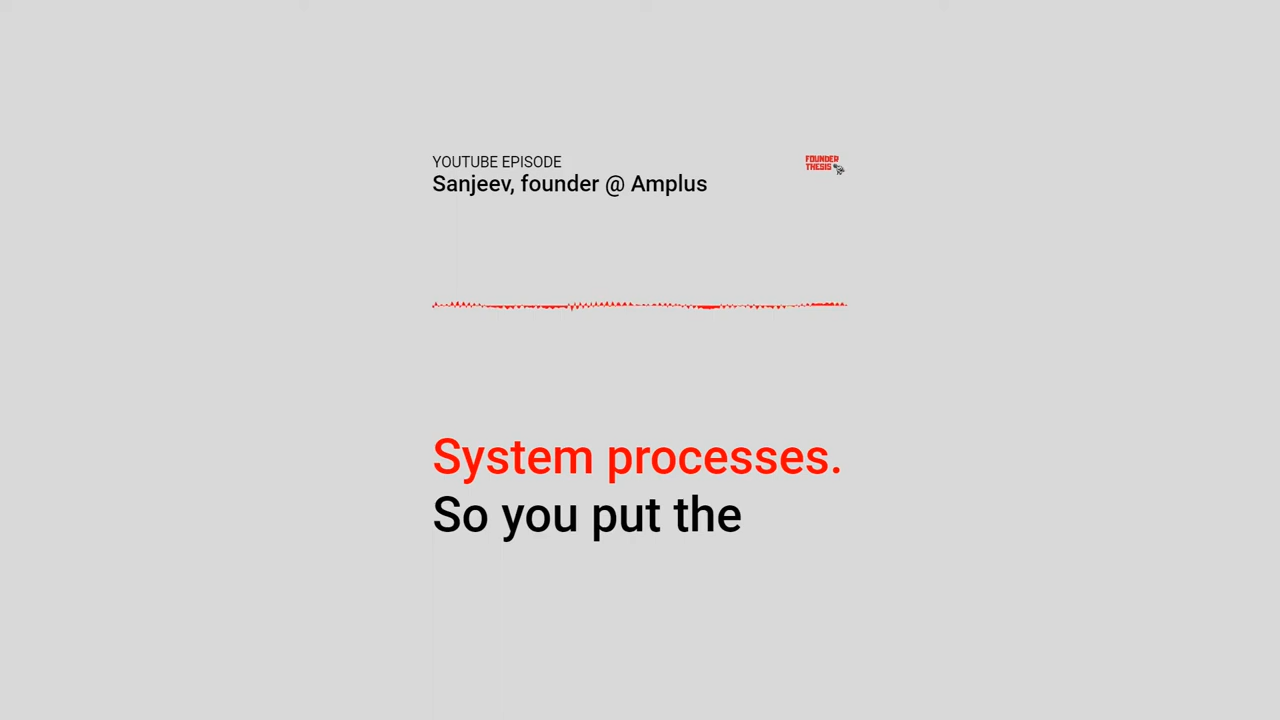 YOUTUBE EPISODE
Sanjeev, founder @ Amplus
FOUNDER
THESIS
System processes.
So you put the